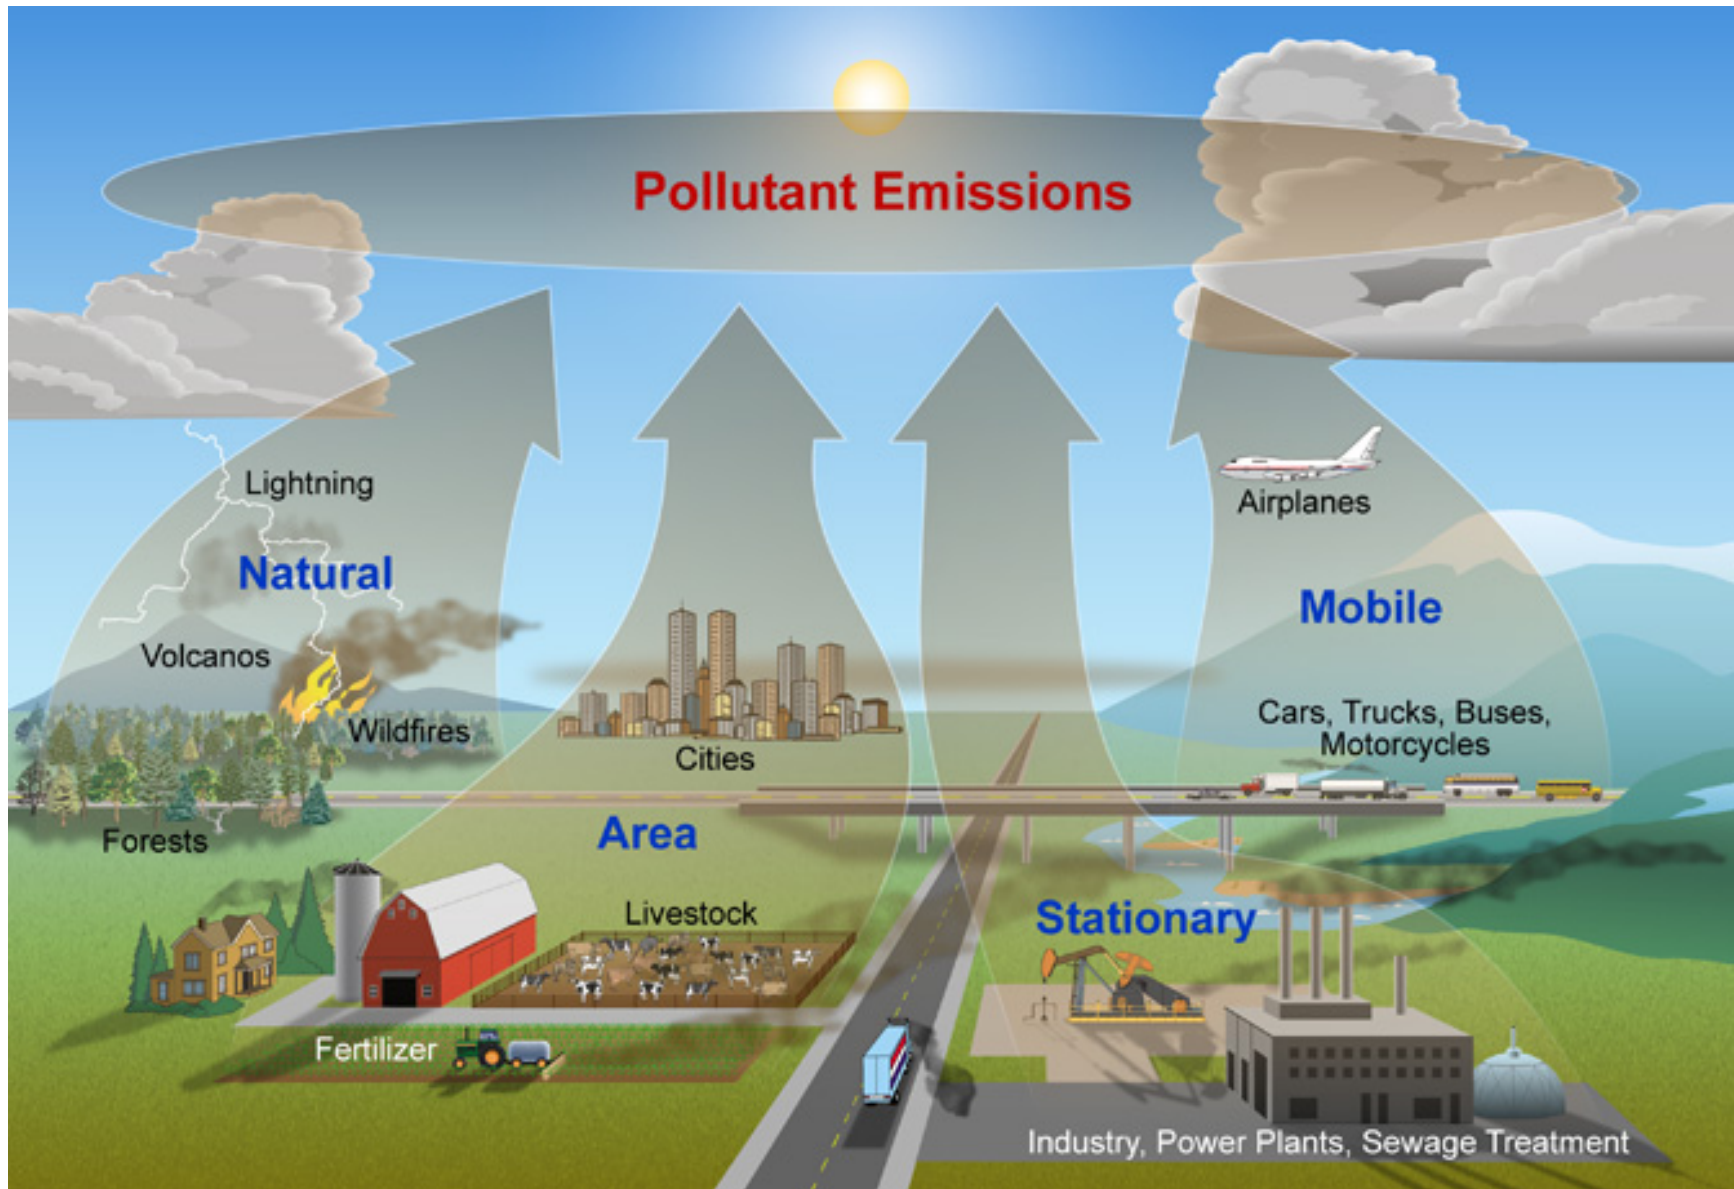 Pollutant Emissions
Lightning
Natural
Volcanos
Wildfires
Forests
Cities
Area
Livestock
Fertilizer
Airplanes
Mobile
Cars, Trucks, Buses,
Motorcycles
Stationary
Industry, Power Plants, Sewage Treatment